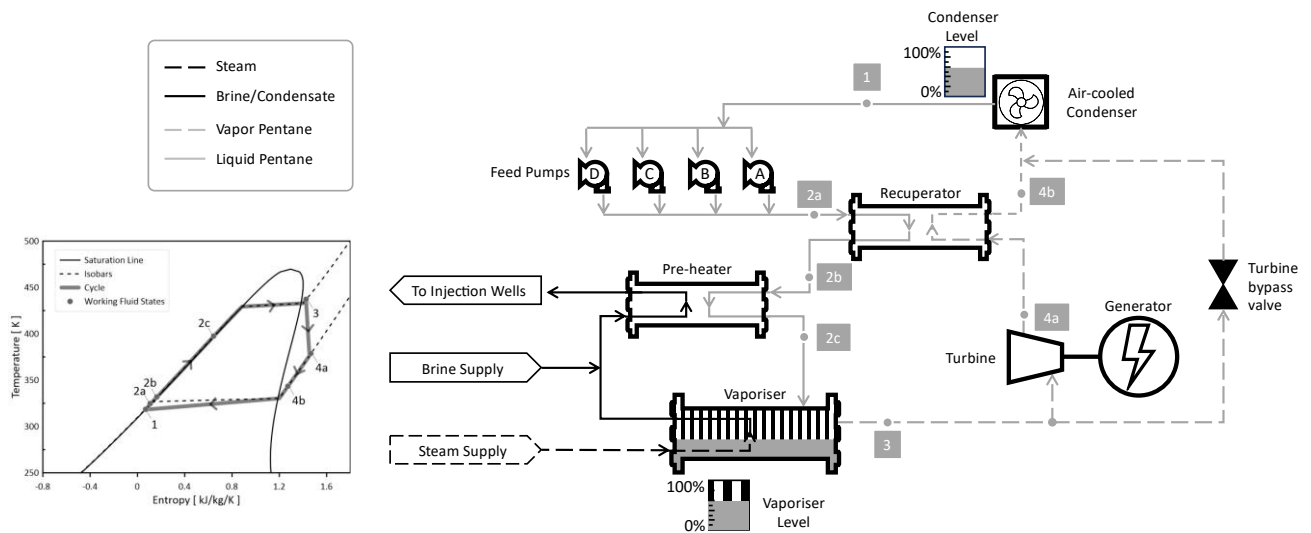 Steam
Brine/Condensate
Vapor Pentane
Liquid Pentane
Condenser
Level
100%
0%
1
Air-cooled
Condenser
Feed Pumps
D
C
B
A
2a
Recuperator
4b
Pre-heater
2b
To Injection Wells
2c
Brine Supply
Turbine
bypass
valve
4a
Generator
Turbine
Vaporiser
Steam Supply
3
100%
0%
Vaporiser
Level
500
450
400
350
300
250
Temperature [ K ]
Saturation Line
Isobars
Cycle
Working Fluid States
2c
3
2b
2a
4a
4b
1
-0.8
-0.4
0
0.4
0.8
1.2
1.6
Entropy [ kJ/kg/K ]